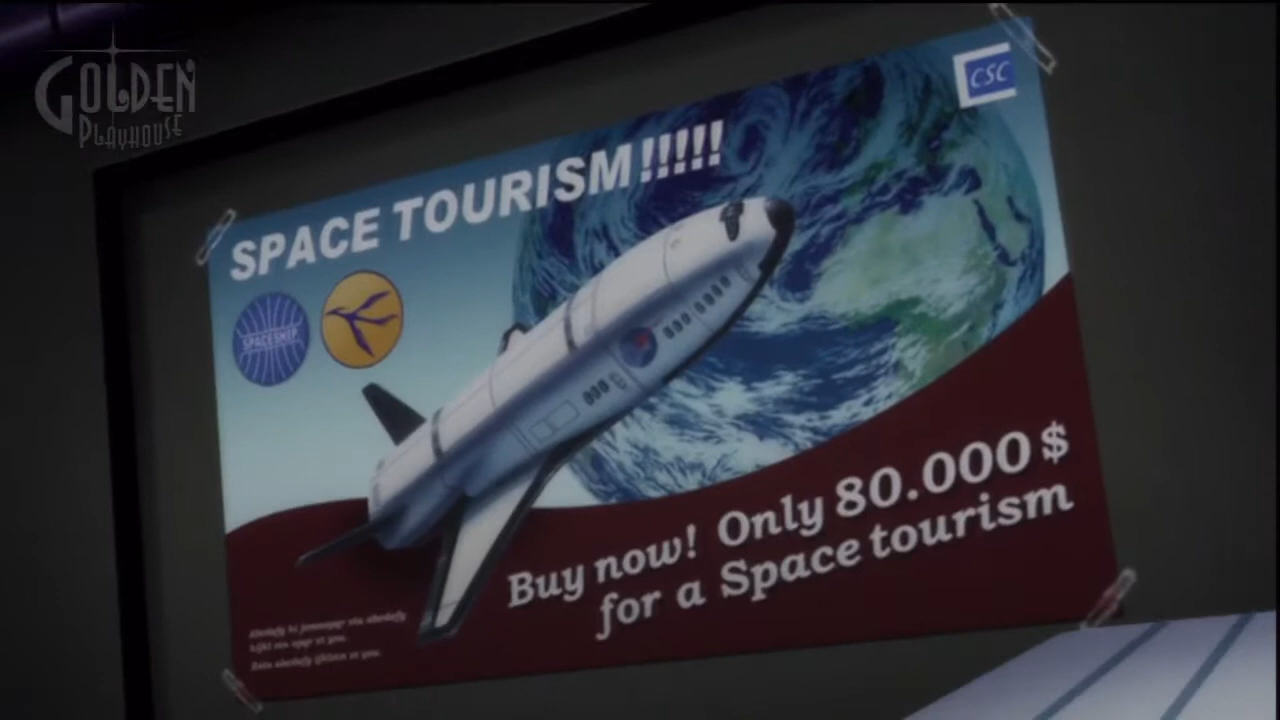 GOLDEN
PLAYHOUSE
CSC
SPACE TOURISM!!!!!
SPACESHIP
Buy now! Only 80.000 $
for a Space tourism